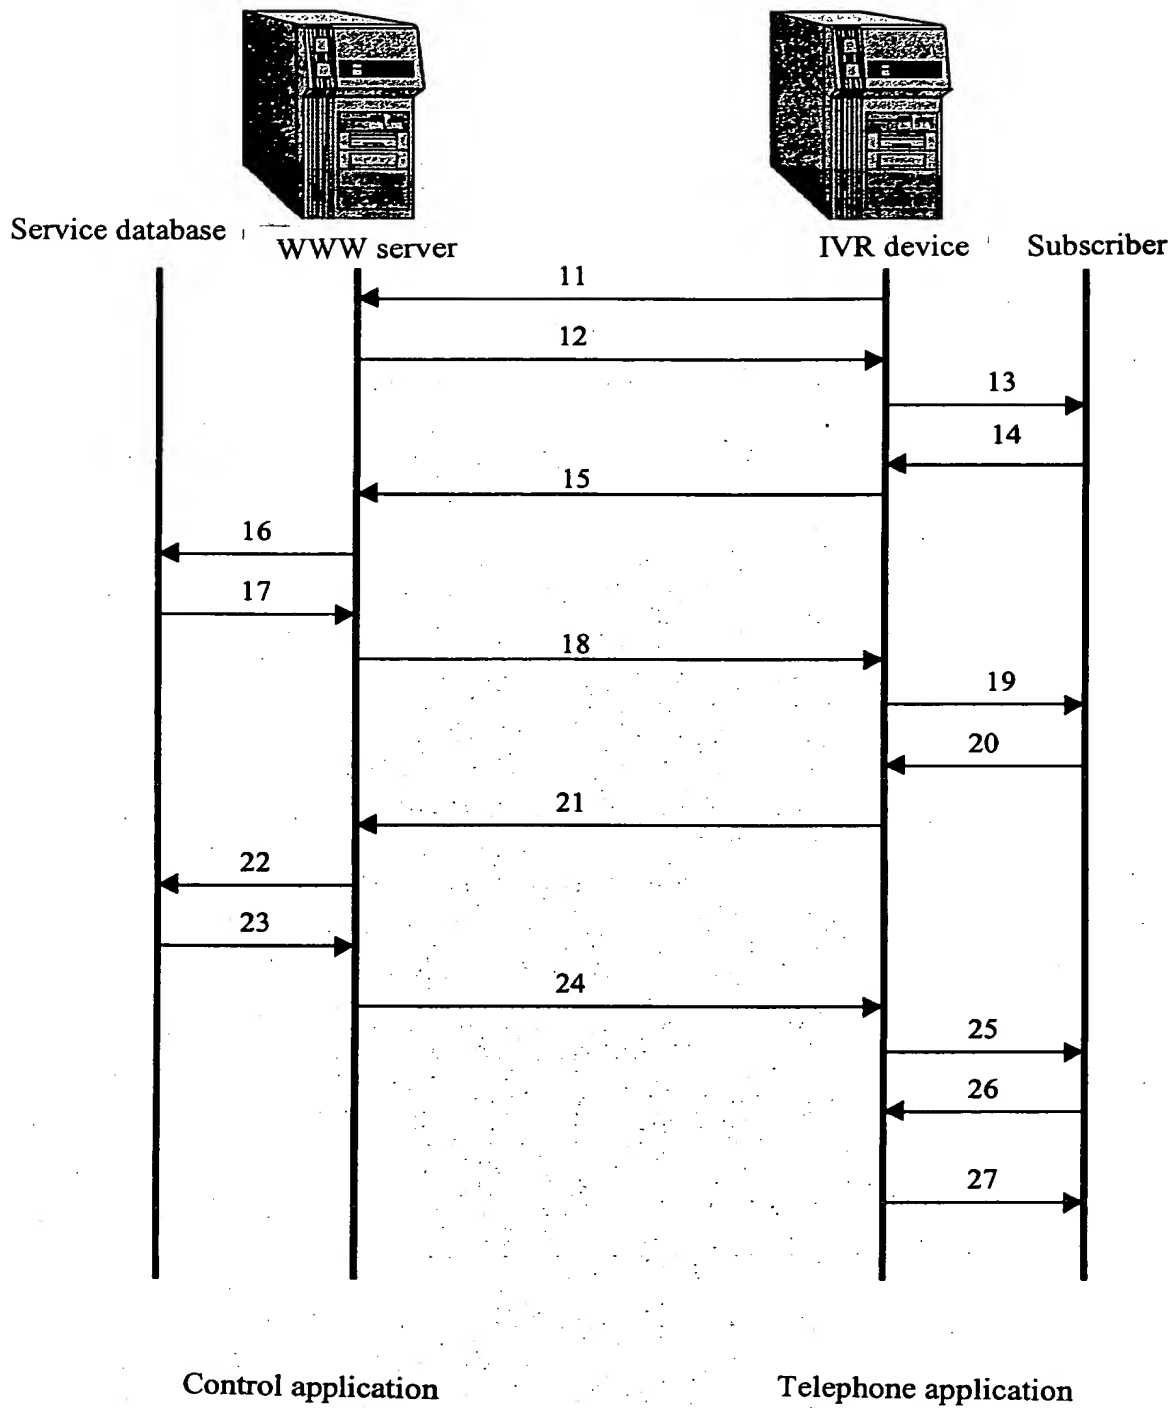 Service database
WWW server
IVR device
Subscriber
11
12
13
14
15
16
17
18
19
20
21
22
23
24
25
26
27
Control application
Telephone application